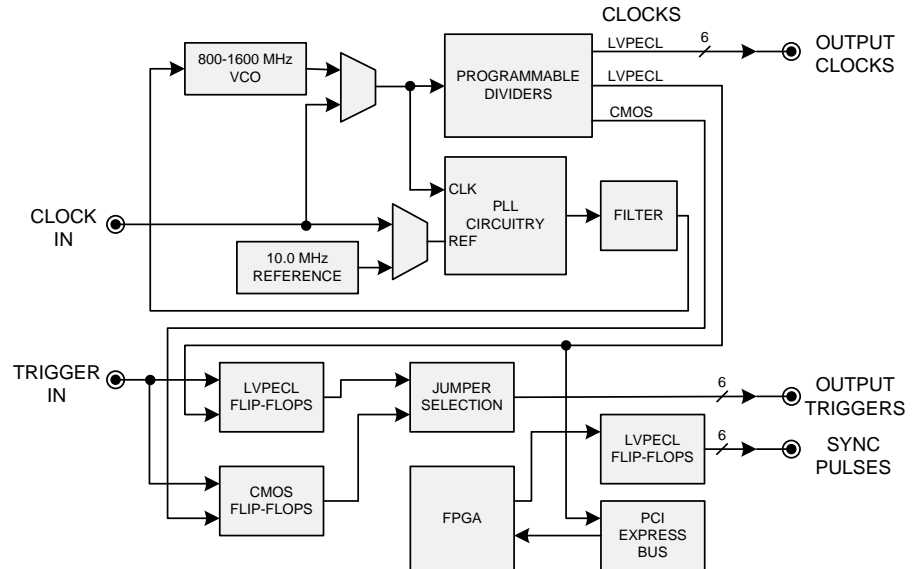 CLOCKS
6
LVPECL
OUTPUT
CLOCKS
800-1600 MHz
VCO
PROGRAMMABLE
DIVIDERS
LVPECL
CMOS
CLK
PLL
CIRCUITRY
REF
FILTER
CLOCK
IN
10.0 MHz
REFERENCE
TRIGGER
IN
LVPECL
FLIP-FLOPS
JUMPER
SELECTION
6
OUTPUT
TRIGGERS
LVPECL
FLIP-FLOPS
6
SYNC
PULSES
CMOS
FLIP-FLOPS
FPGA
PCI
EXPRESS
BUS